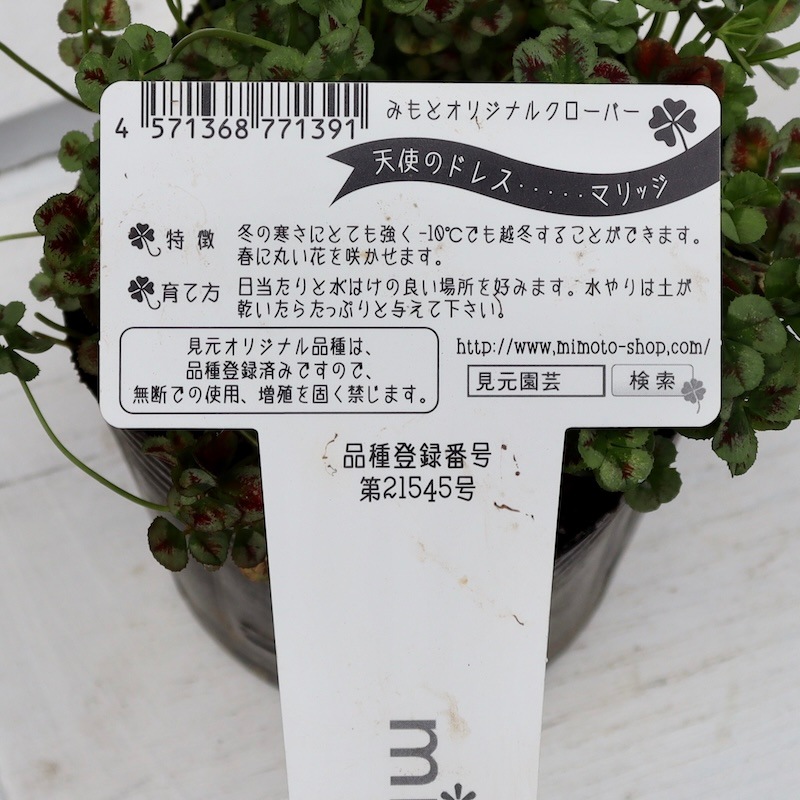 みもとオリジナルクローバー
4 571368 771391
天使のドレス‥‥‥マリッジ
特徴 冬の寒さにとても強く-10℃でも越冬することができます。
春に丸い花を咲かせます。
育て方 日当たりと水はけの良い場所を好みます。水やりは土が
乾いたらたっぷりと与えて下さい。
見元オリジナル品種は、
品種登録済みですので、
無断での使用、増殖を固く禁じます。
http://www.mimoto-shop.com/
見元園芸 検索
品種登録番号
第21545号
mi